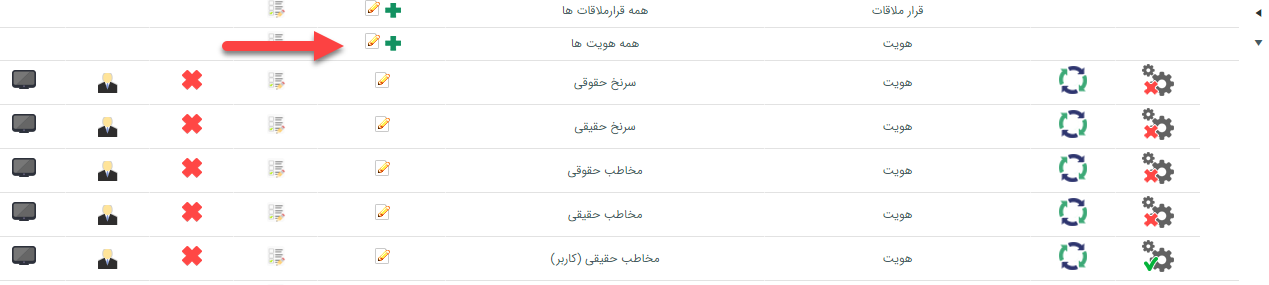 قرار ملاقات همه قرارملاقات ها
هویت همه هویت ها
هویت سرنخ حقوقی
هویت سرنخ حقیقی
هویت مخاطب حقوقی
هویت مخاطب حقیقی
هویت مخاطب حقیقی (کاربر)